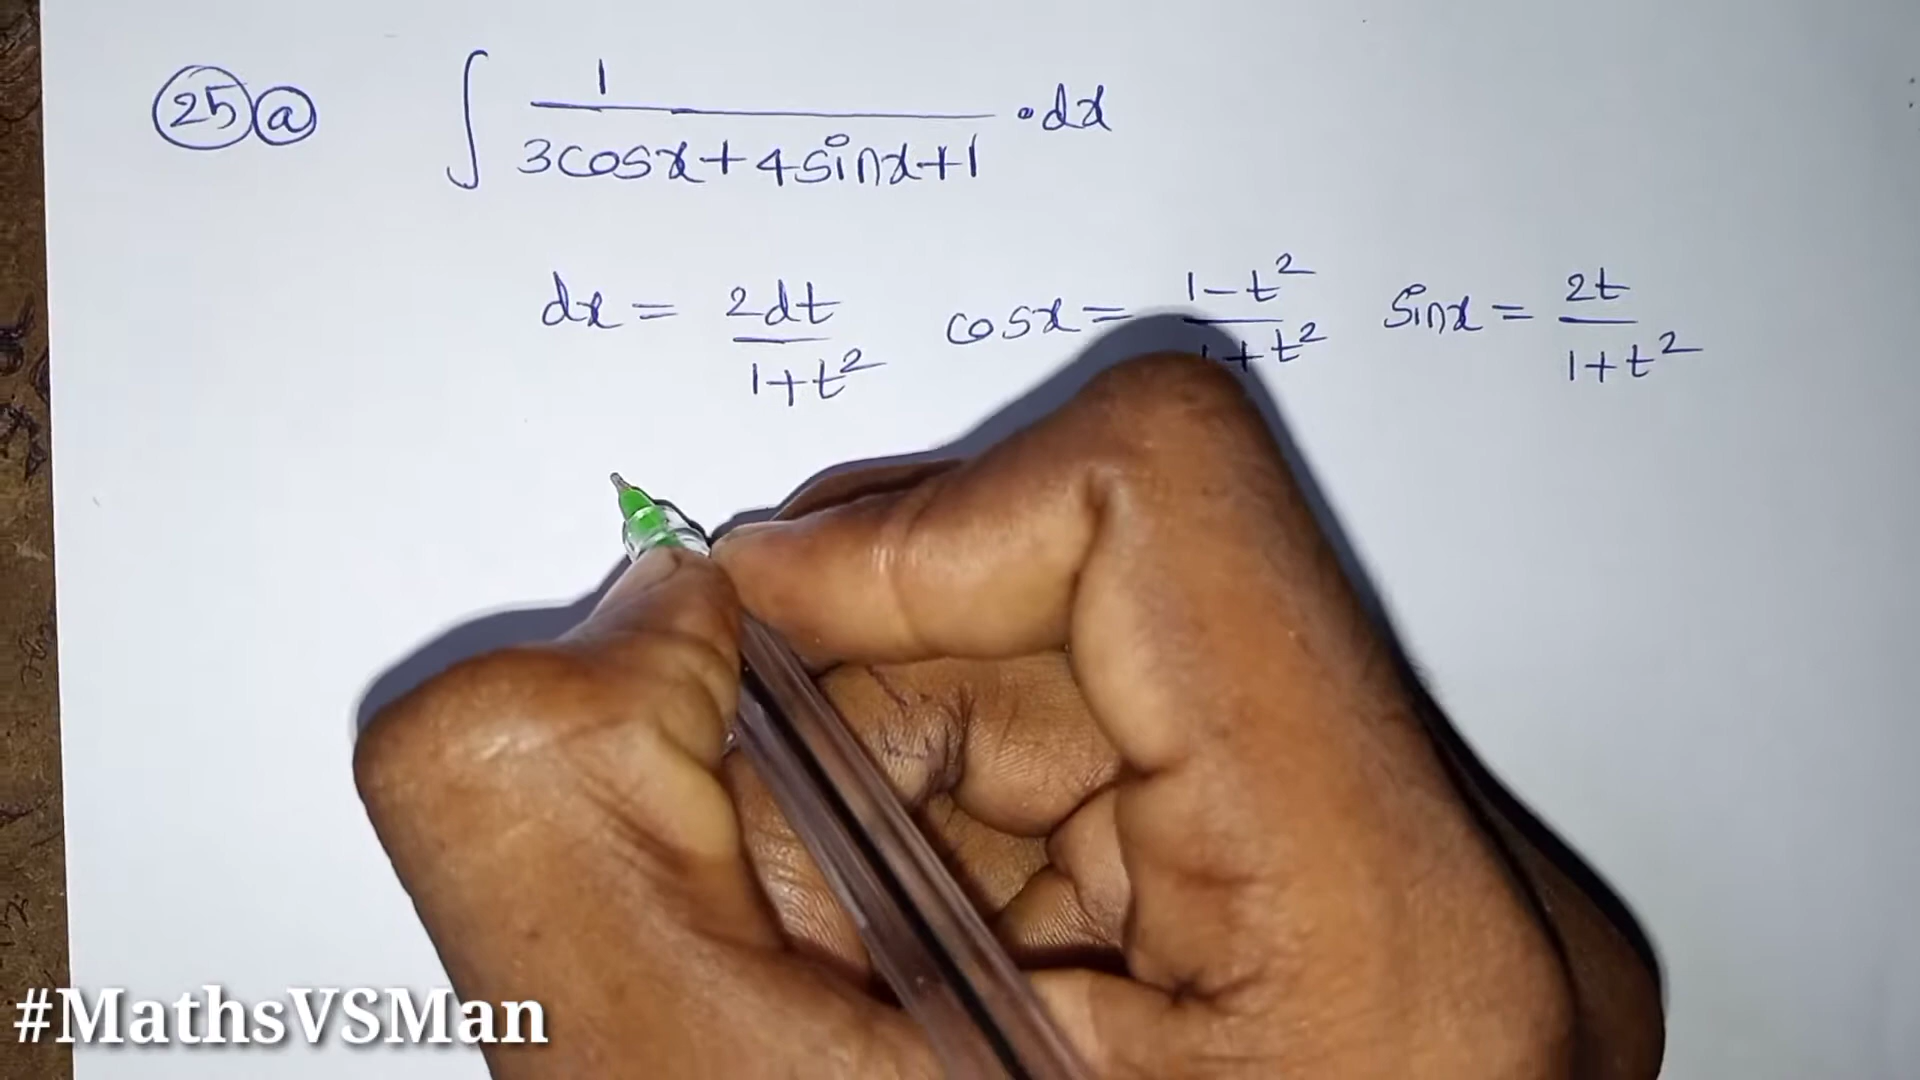 25 a ∫ 1 / (3cosx+4sinx+1) · dx
dx = 2dt / (1+t²) cosx = (1-t²) / (1+t²) sinx = 2t / (1+t²)
#MathsVSMan